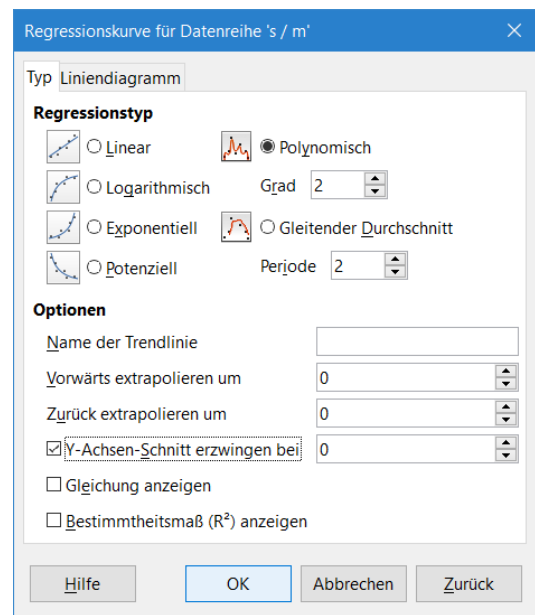 Regressionskurve für Datenreihe 's / m'
Typ Liniendiagramm
Regressionstyp
Linear Polynomisch
Logarithmisch Grad 2
Exponentiell Gleitender Durchschnitt
Potenziell Periode 2
Optionen
Name der Trendlinie
Vorwärts extrapolieren um 0
Zurück extrapolieren um 0
Y-Achsen-Schnitt erzwingen bei 0
Gleichung anzeigen
Bestimmtheitsmaß (R²) anzeigen
Hilfe OK Abbrechen Zurück